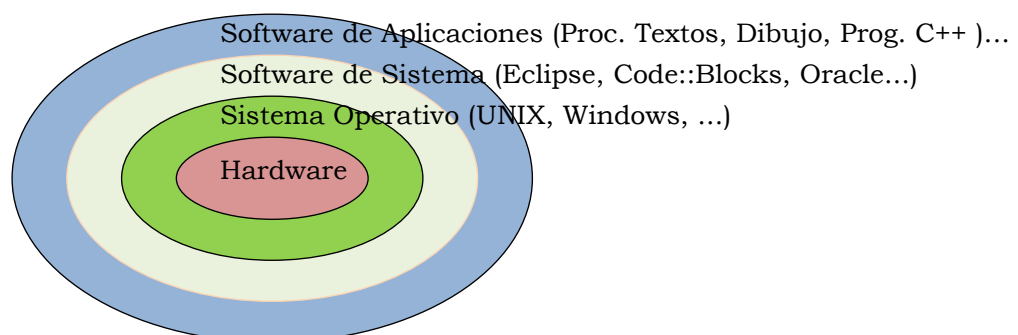 Software de Aplicaciones (Proc. Textos, Dibujo, Prog. C++ )...
Software de Sistema (Eclipse, Code::Blocks, Oracle...)
Sistema Operativo (UNIX, Windows, ...)
Hardware